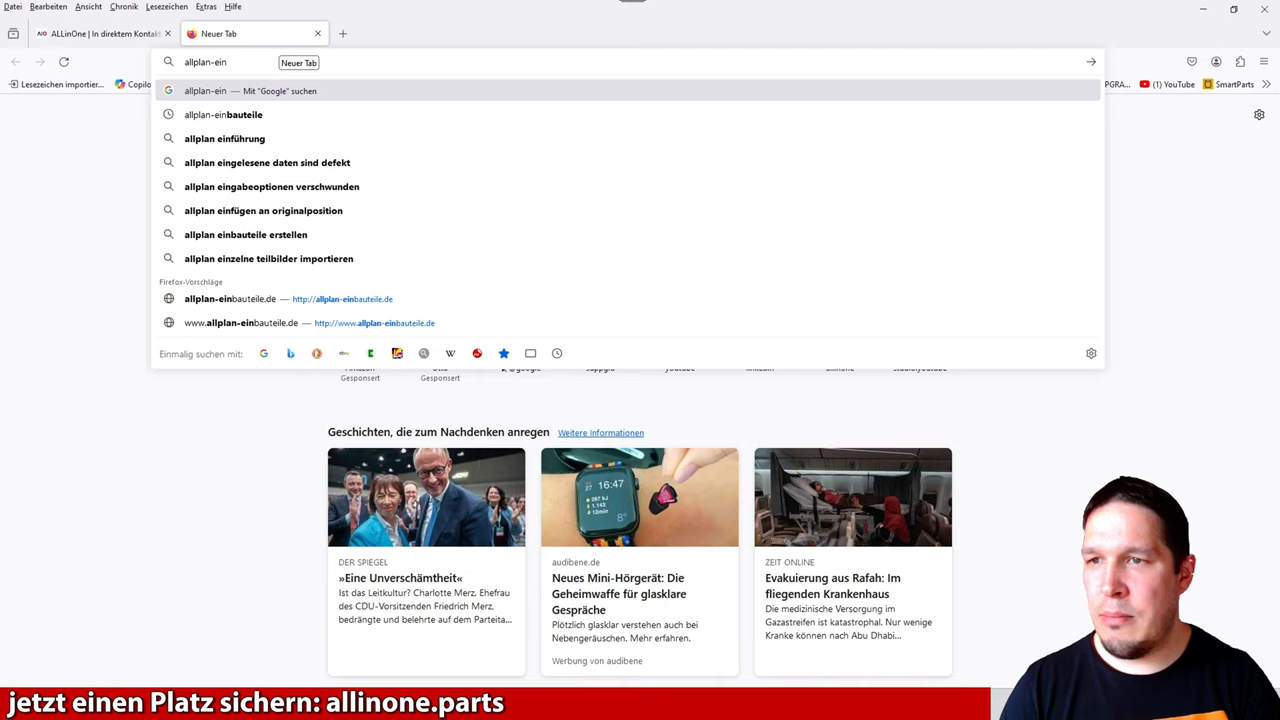 Datei Bearbeiten Ansicht Chronik Lesezeichen Extras Hilfe
AIO ALLinOne | In direktem Kontak
Neuer Tab
allplan-ein Neuer Tab
Lesezeichen importier...
Copilo
PGRA...
(1) YouTube
SmartParts
allplan-ein — Mit "Google" suchen
allplan-einbauteile
allplan einführung
allplan eingelesene daten sind defekt
allplan eingabeoptionen verschwunden
allplan einfügen an originalposition
allplan einbauteile erstellen
allplan einzelne teilbilder importieren
Firefox-Vorschläge
allplan-einbauteile.de — http://allplan-einbauteile.de
www.allplan-einbauteile.de — http://www.allplan-einbauteile.de
Einmalig suchen mit:
Gesponsert
Gesponsert
Geschichten, die zum Nachdenken anregen Weitere Informationen
16:47
DER SPIEGEL
»Eine Unverschämtheit«
Ist das Leitkultur? Charlotte Merz, Ehefrau
des CDU-Vorsitzenden Friedrich Merz,
bedrängte und belehrte auf dem Parteita...
audibene.de
Neues Mini-Hörgerät: Die
Geheimwaffe für glasklare
Gespräche
Plötzlich glasklar verstehen auch bei
Nebengeräuschen. Mehr erfahren.
Werbung von audibene
ZEIT ONLINE
Evakuierung aus Rafah: Im
fliegenden Krankenhaus
Die medizinische Versorgung im
Gazastreifen ist katastrophal. Nur wenige
Kranke können nach Abu Dhabi...
jetzt einen Platz sichern: allinone.parts